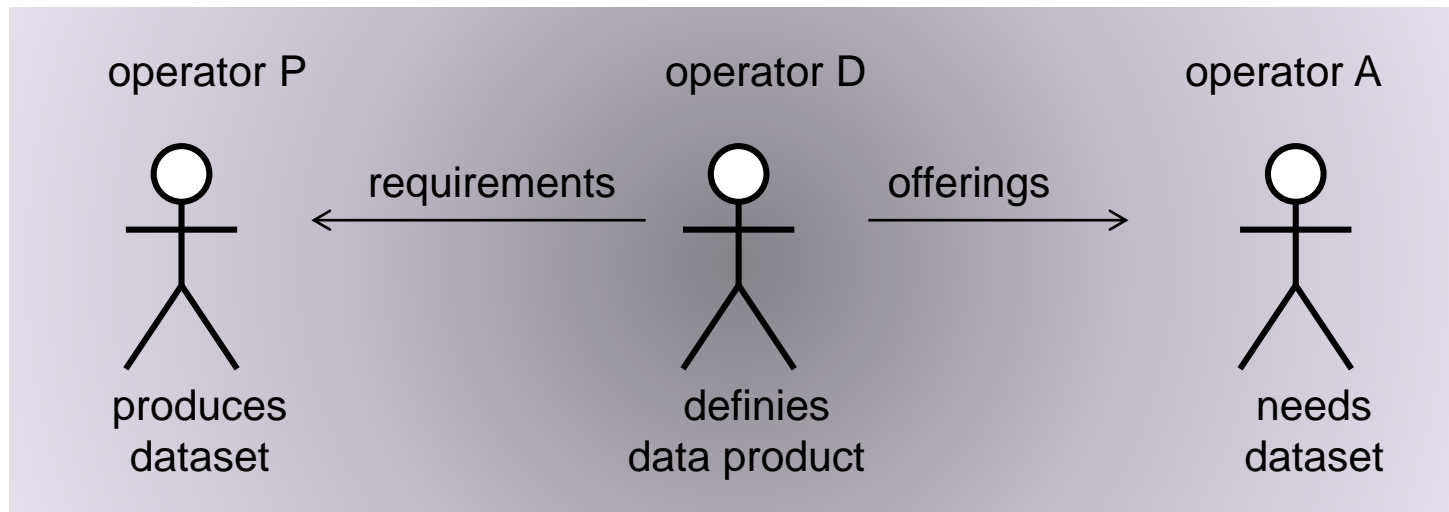 operator P
operator D
operator A
requirements
offerings
produces
dataset
definies
data product
needs
dataset